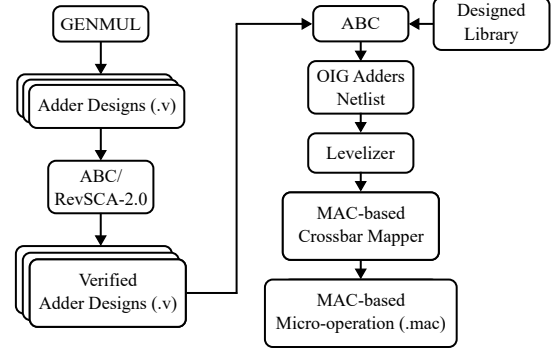 GENMUL
Adder Designs (.v)
ABC/
RevSCA-2.0
Verified
Adder Designs (.v)
ABC
Designed
Library
OIG Adders
Netlist
Levelizer
MAC-based
Crossbar Mapper
MAC-based
Micro-operation (.mac)